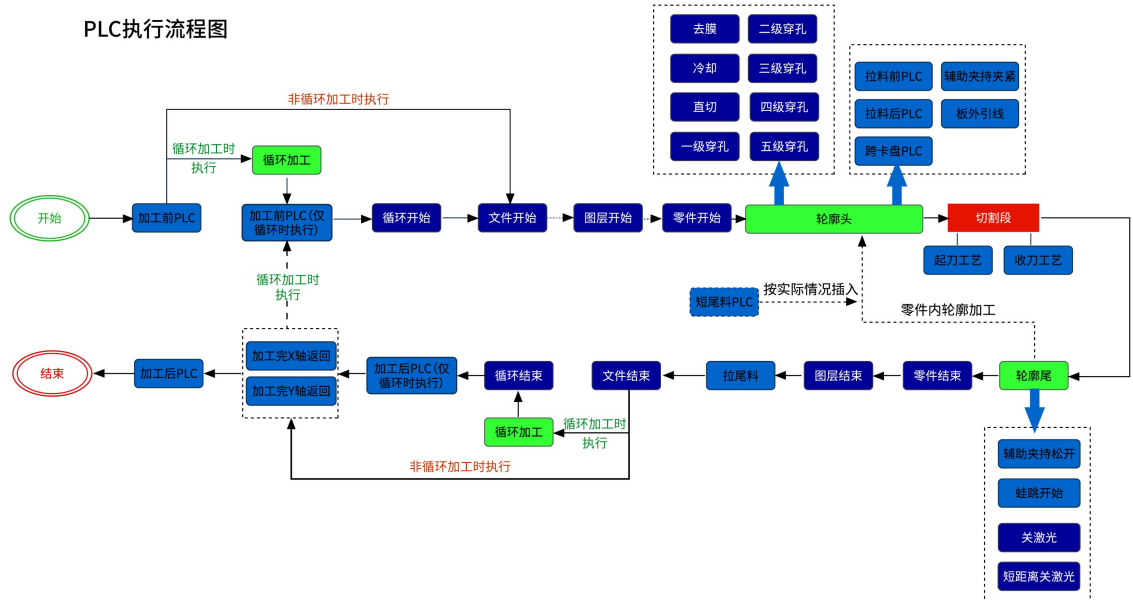 PLC执行流程图
去膜
二级穿孔
冷却
三级穿孔
直切
四级穿孔
一级穿孔
五级穿孔
拉料前PLC
辅助夹持夹紧
拉料后PLC
板外引线
跨卡盘PLC
非循环加工时执行
循环加工时
执行
循环加工
开始
加工前PLC
加工前PLC(仅
循环时执行)
循环开始
文件开始
图层开始
零件开始
轮廓头
切割段
起刀工艺
收刀工艺
循环加工时
执行
短尾料PLC
按实际情况插入
零件内轮廓加工
结束
加工后PLC
加工完X轴返回
加工完Y轴返回
加工后PLC(仅
循环时执行)
循环结束
文件结束
拉尾料
图层结束
零件结束
轮廓尾
循环加工
循环加工时
执行
非循环加工时执行
辅助夹持松开
蛙跳开始
关激光
短距离关激光